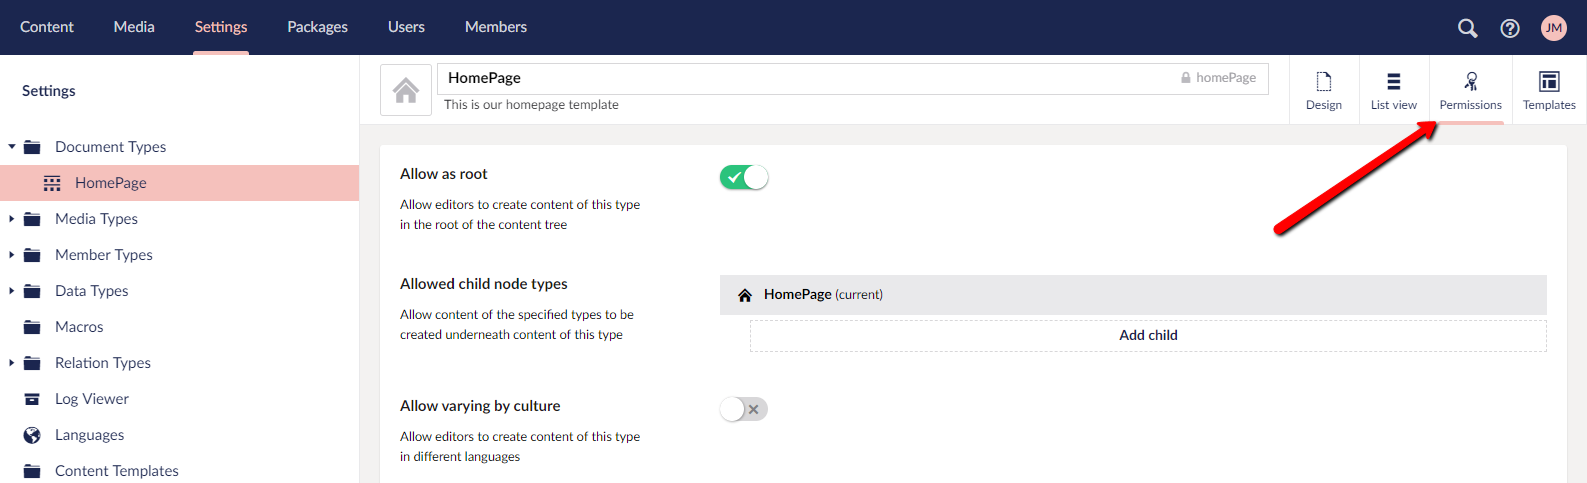 Content Media Settings Packages Users Members JM
Settings
Document Types
HomePage
Media Types
Member Types
Data Types
Macros
Relation Types
Log Viewer
Languages
Content Templates
HomePage homePage
This is our homepage template
Design List view Permissions Templates
Allow as root
Allow editors to create content of this type
in the root of the content tree
Allowed child node types
Allow content of the specified types to be
created underneath content of this type
HomePage (current)
Add child
Allow varying by culture
Allow editors to create content of this type
in different languages